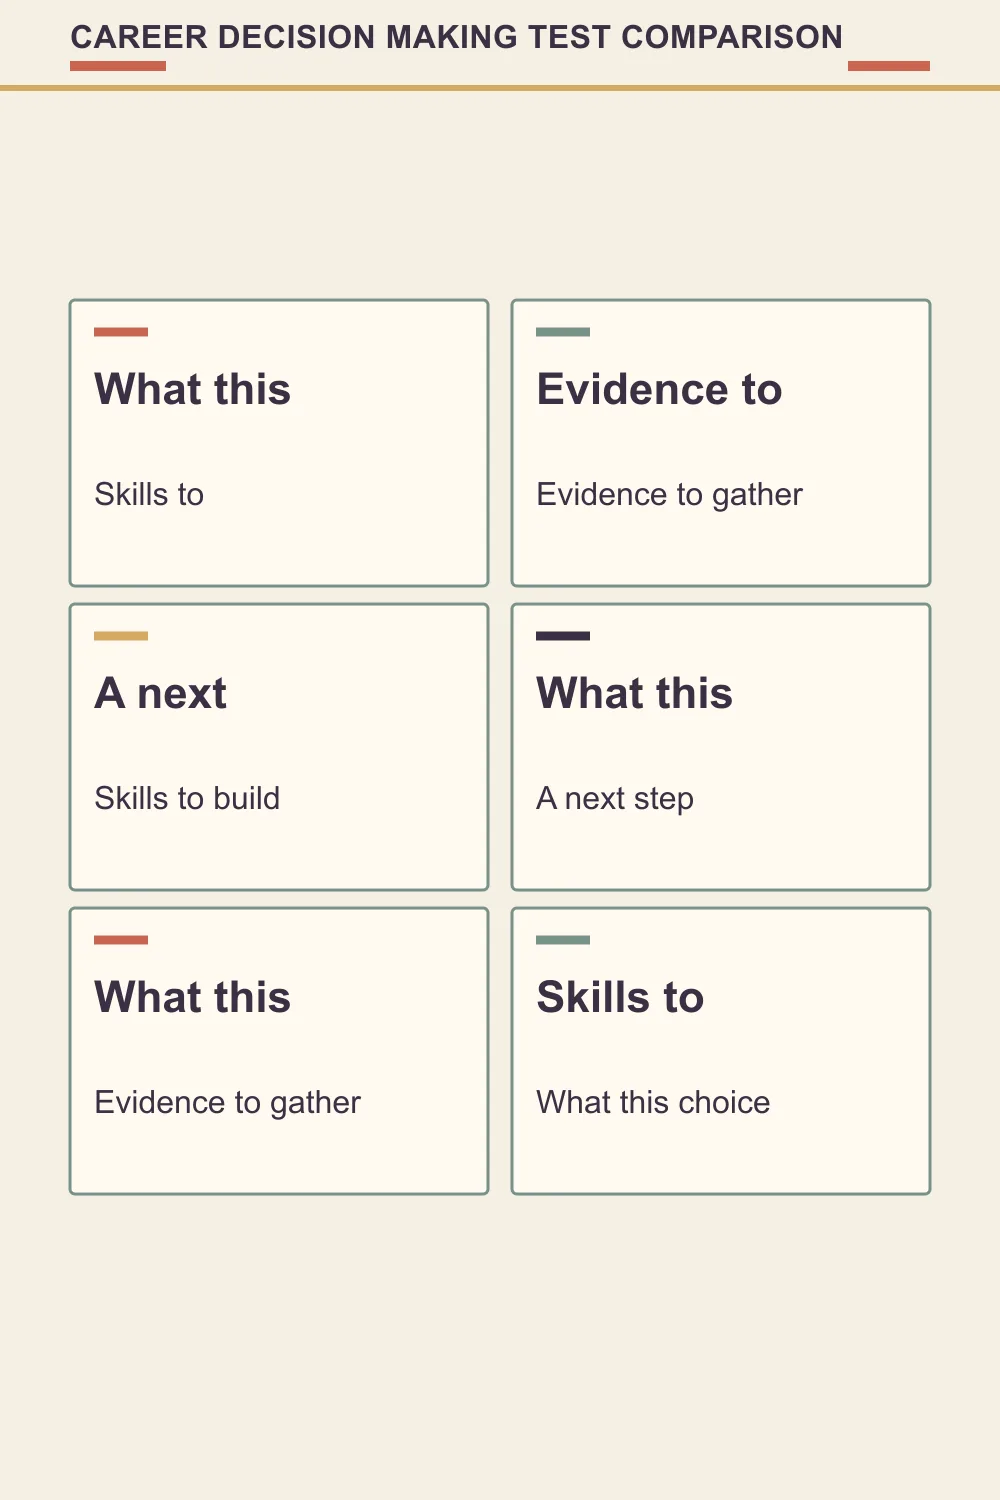 CAREER DECISION MAKING TEST COMPARISON
What this
Skills to
Evidence to
Evidence to gather
A next
Skills to build
What this
A next step
What this
Evidence to gather
Skills to
What this choice